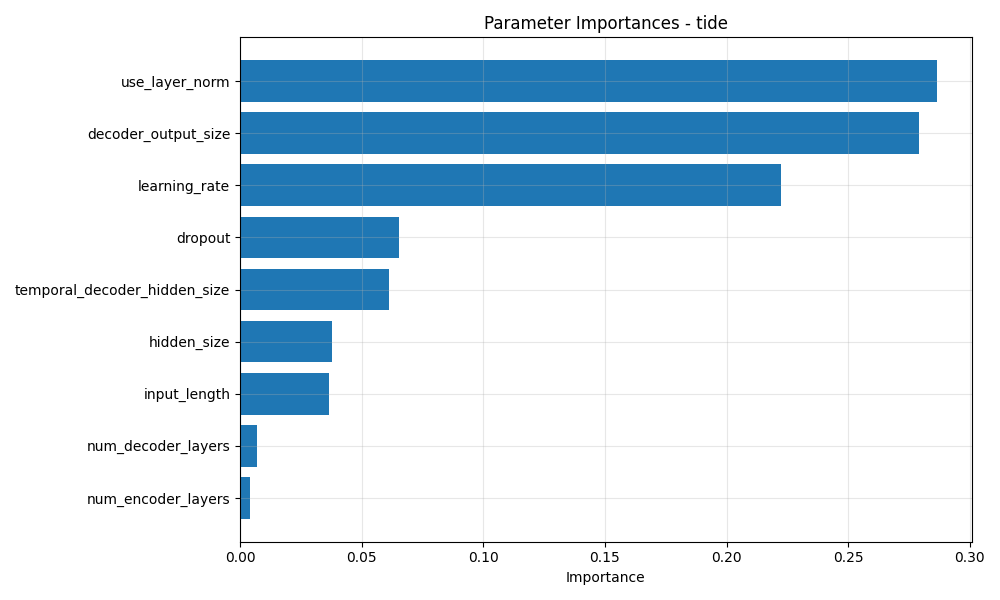 Parameter Importances - tide
use_layer_norm
decoder_output_size
learning_rate
dropout
temporal_decoder_hidden_size
hidden_size
input_length
num_decoder_layers
num_encoder_layers
0.00 0.05 0.10 0.15 0.20 0.25 0.30
Importance